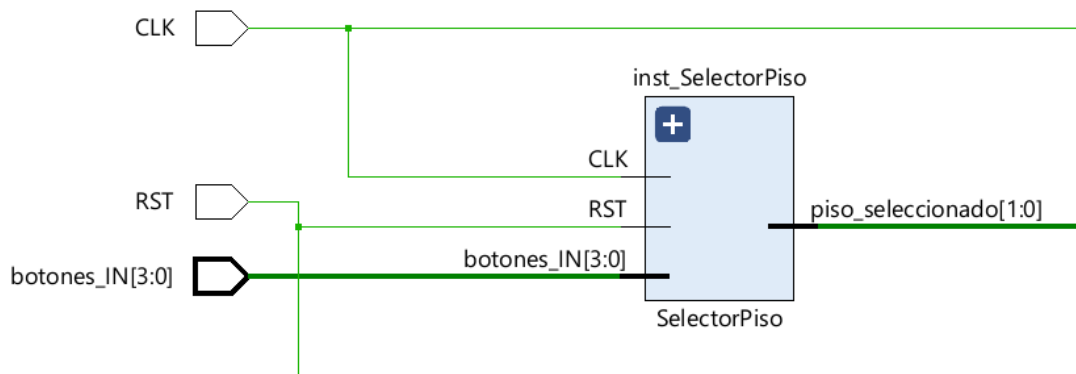 CLK
inst_SelectorPiso
CLK
RST
RST
piso_seleccionado[1:0]
botones_IN[3:0]
botones_IN[3:0]
SelectorPiso